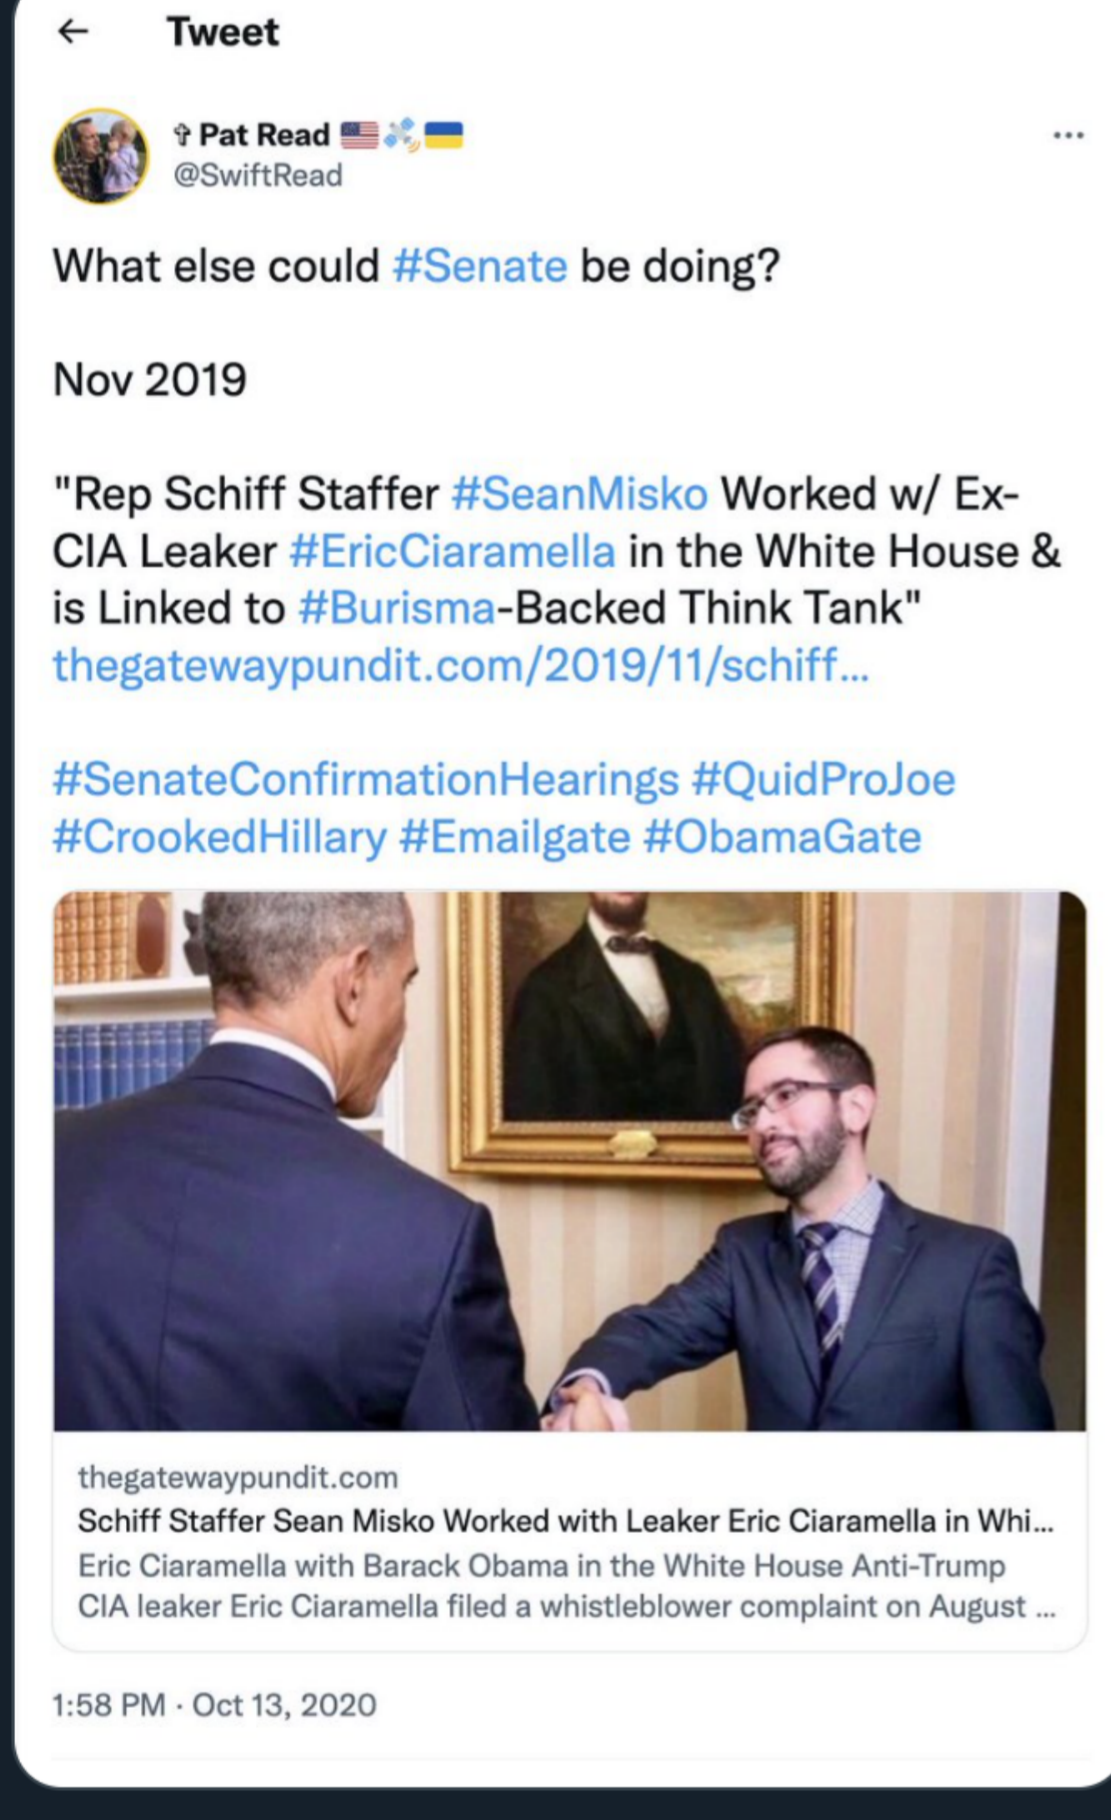 Tweet
✞ Pat Read 🇺🇸🛰️🇺🇦
@SwiftRead
What else could #Senate be doing?
Nov 2019
"Rep Schiff Staffer #SeanMisko Worked w/ Ex-
CIA Leaker #EricCiaramella in the White House &
is Linked to #Burisma-Backed Think Tank"
thegatewaypundit.com/2019/11/schiff...
#SenateConfirmationHearings #QuidProJoe
#CrookedHillary #Emailgate #ObamaGate
thegatewaypundit.com
Schiff Staffer Sean Misko Worked with Leaker Eric Ciaramella in Whi...
Eric Ciaramella with Barack Obama in the White House Anti-Trump
CIA leaker Eric Ciaramella filed a whistleblower complaint on August ...
1:58 PM · Oct 13, 2020